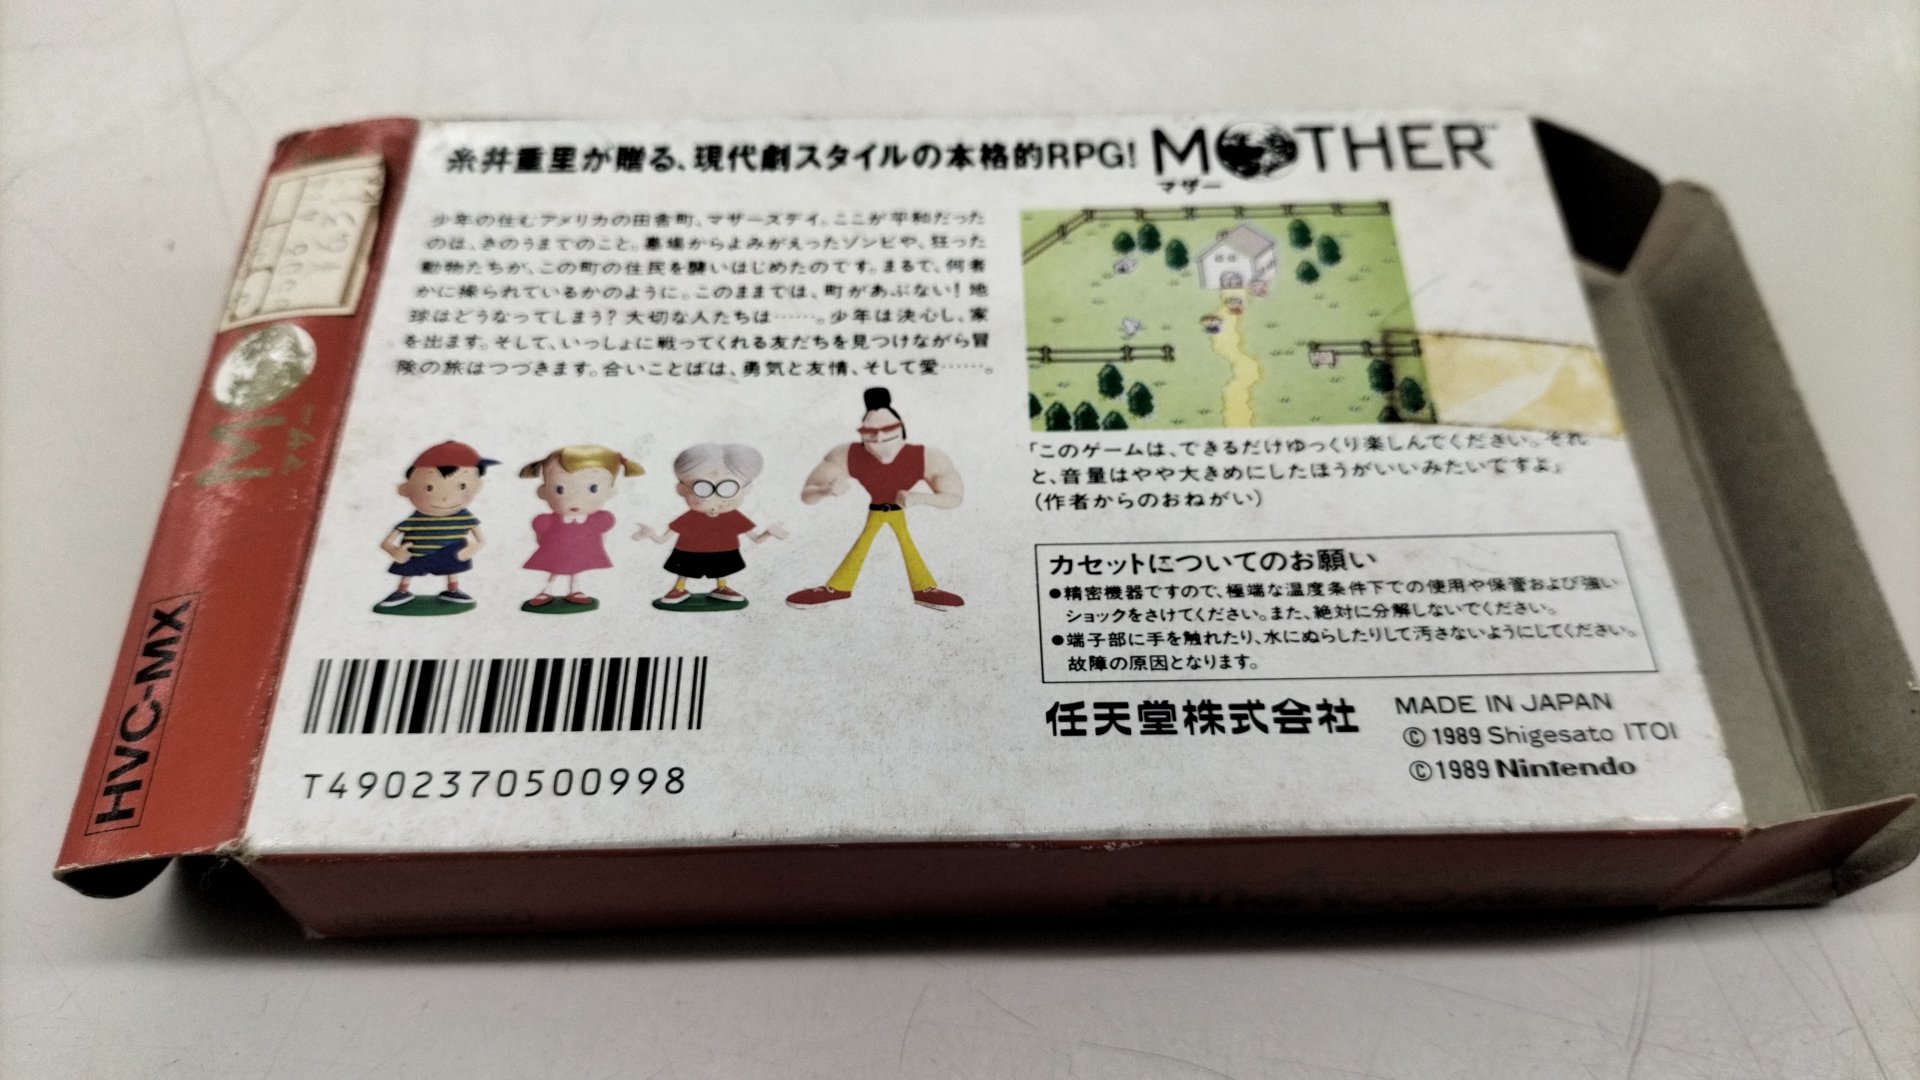 糸井重里が贈る、現代劇スタイルの本格的RPG!
MOTHER
マザー
少年の住むアメリカの田舎町、マザーズデイ。ここが平和だった
のは、きのうまでのこと。墓場からよみがえったゾンビや、狂った
動物たちが、この町の住民を襲いはじめたのです。まるで、何者
かに操られているかのように。このままでは、町があぶない!地
球はどうなってしまう?大切な人たちは……。少年は決心し、家
を出ます。そして、いっしょに戦ってくれる友だちを見つけながら冒
険の旅はつづきます。合いことばは、勇気と友情、そして愛……。
「このゲームは、できるだけゆっくり楽しんでください。それ
と、音量はやや大きめにしたほうがいいみたいですよ」
(作者からのおねがい)
カセットについてのお願い
●精密機器ですので、極端な温度条件下での使用や保管および強い
ショックをさけてください。また、絶対に分解しないでください。
●端子部に手を触れたり、水にぬらしたりして汚さないようにしてください。
故障の原因となります。
任天堂株式会社
MADE IN JAPAN
©1989 Shigesato ITOI
©1989 Nintendo
T4902370500998
HVC-MX